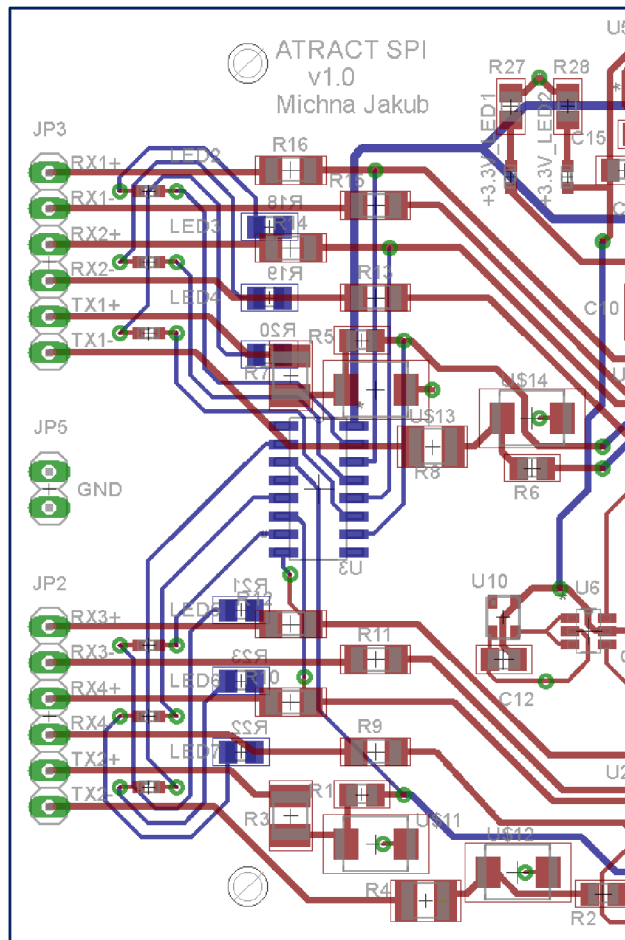 ATRACT SPI
v1.0
Michna Jakub
R27
R28
+3.3V_LED1
+3.3V_LED2
C15
JP3
RX1+
RX1-
RX2+
RX2-
TX1+
TX1-
LED2
LED3
LED4
R16
R15
R18
R14
R19
R13
R20
R5
R7
C10
U$14
U$13
R8
R6
JP5
GND
U3
JP2
RX3+
RX3-
RX4+
RX4-
TX2+
TX2-
R21
R12
LED5
R11
R23
LED6
R10
R22
LED7
R9
U10
U6
C12
R1
R3
U$11
U$12
R4
R2